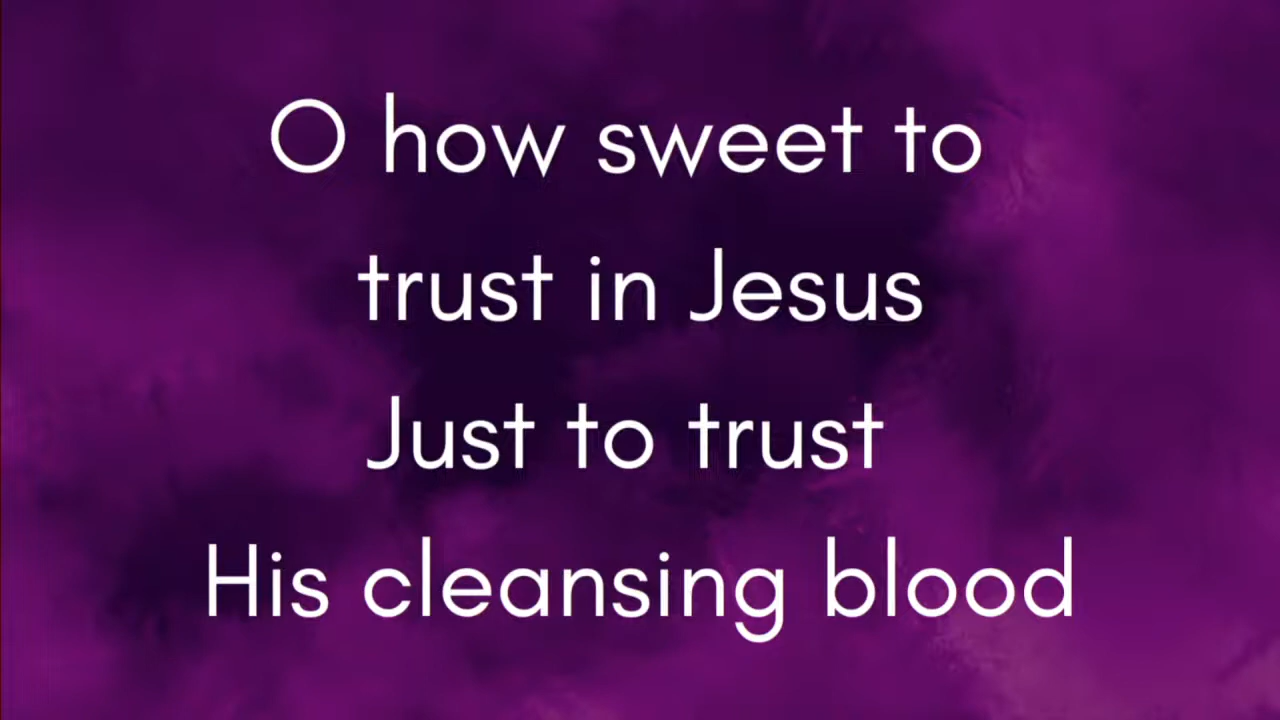 O how sweet to
trust in Jesus
Just to trust
His cleansing blood